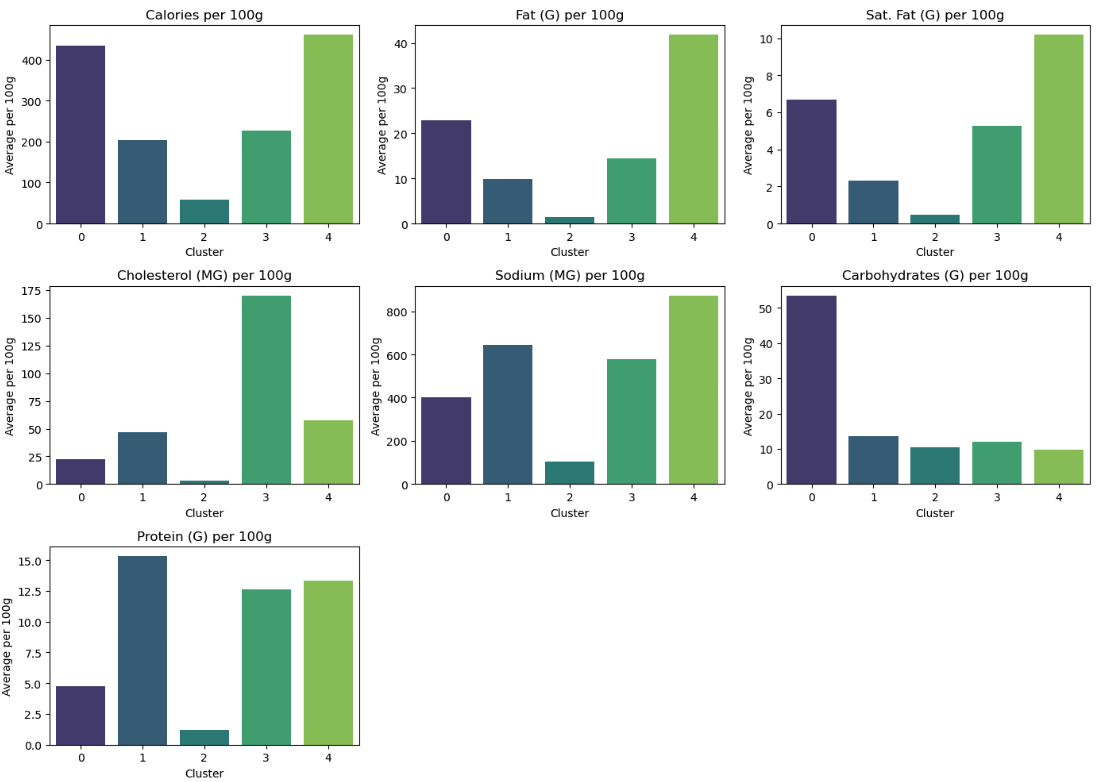 Calories per 100g
Average per 100g
400
300
200
100
0
0 1 2 3 4
Cluster
Fat (G) per 100g
Average per 100g
40
30
20
10
0
0 1 2 3 4
Cluster
Sat. Fat (G) per 100g
Average per 100g
10
8
6
4
2
0
0 1 2 3 4
Cluster
Cholesterol (MG) per 100g
Average per 100g
175
150
125
100
75
50
25
0
0 1 2 3 4
Cluster
Sodium (MG) per 100g
Average per 100g
800
600
400
200
0
0 1 2 3 4
Cluster
Carbohydrates (G) per 100g
Average per 100g
50
40
30
20
10
0
0 1 2 3 4
Cluster
Protein (G) per 100g
Average per 100g
15.0
12.5
10.0
7.5
5.0
2.5
0.0
0 1 2 3 4
Cluster